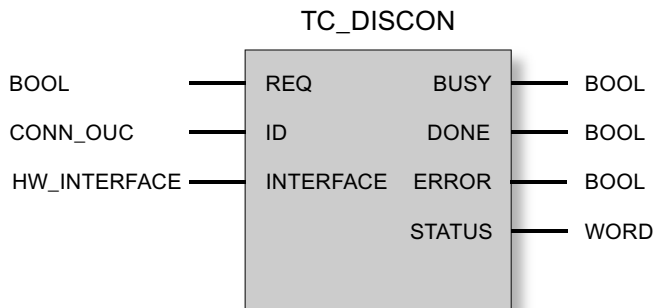 TC_DISCON
BOOL REQ BUSY BOOL
CONN_OUC ID DONE BOOL
HW_INTERFACE INTERFACE ERROR BOOL
STATUS WORD